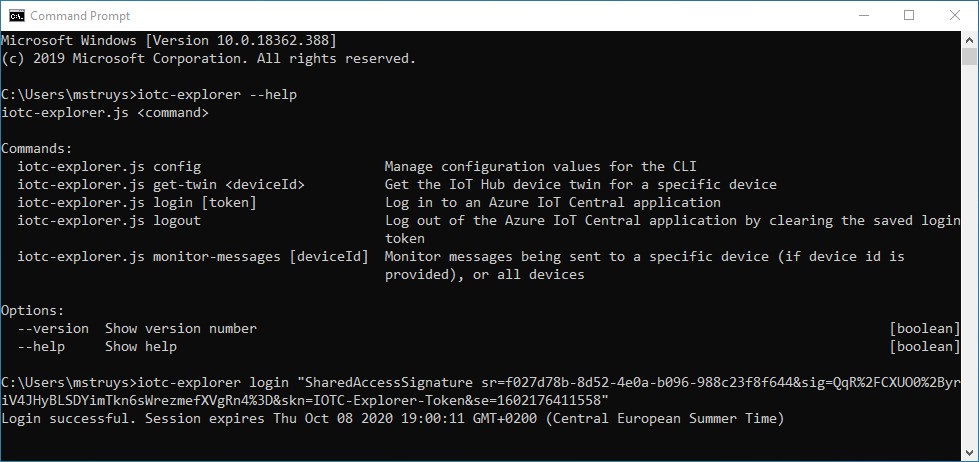 Command Prompt
Microsoft Windows [Version 10.0.18362.388]
(c) 2019 Microsoft Corporation. All rights reserved.
C:\Users\mstruys>iotc-explorer --help
iotc-explorer.js <command>
Commands:
iotc-explorer.js config                      Manage configuration values for the CLI
iotc-explorer.js get-twin <deviceId>         Get the IoT Hub device twin for a specific device
iotc-explorer.js login [token]               Log in to an Azure IoT Central application
iotc-explorer.js logout                      Log out of the Azure IoT Central application by clearing the saved login
token
iotc-explorer.js monitor-messages [deviceId]  Monitor messages being sent to a specific device (if device id is
provided), or all devices
Options:
--version  Show version number                [boolean]
--help     Show help                          [boolean]
C:\Users\mstruys>iotc-explorer login "SharedAccessSignature sr=f027d78b-8d52-4e0a-b096-988c23f8f644&sig=QqR%2FCXUO0%2Byr
iV4JHyBLSDYimTkn6sWrezmefXVgRn4%3D&skn=IOTC-Explorer-Token&se=1602176411558"
Login successful. Session expires Thu Oct 08 2020 19:00:11 GMT+0200 (Central European Summer Time)